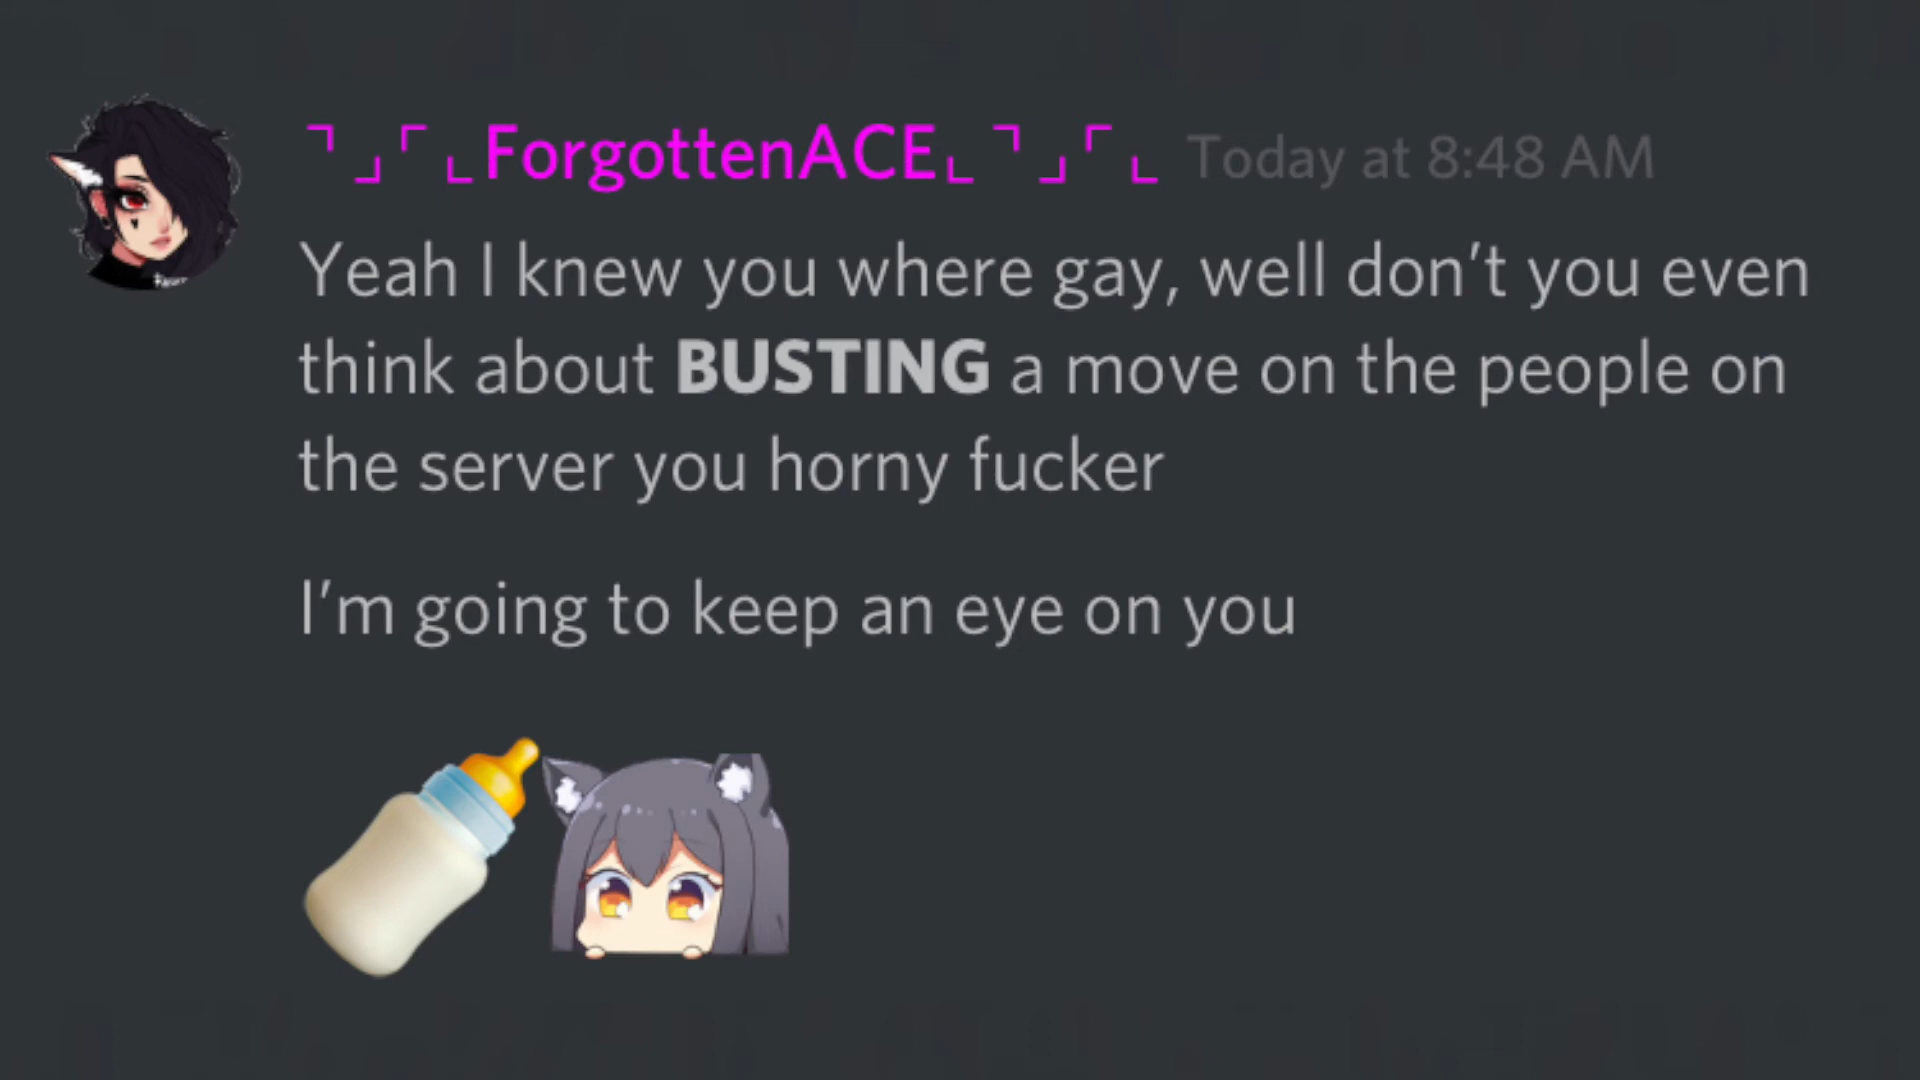 ⌝⌟⌜⌞ForgottenACE⌞⌝⌟⌜⌞ Today at 8:48 AM
Yeah I knew you where gay, well don’t you even
think about BUSTING a move on the people on
the server you horny fucker
I’m going to keep an eye on you